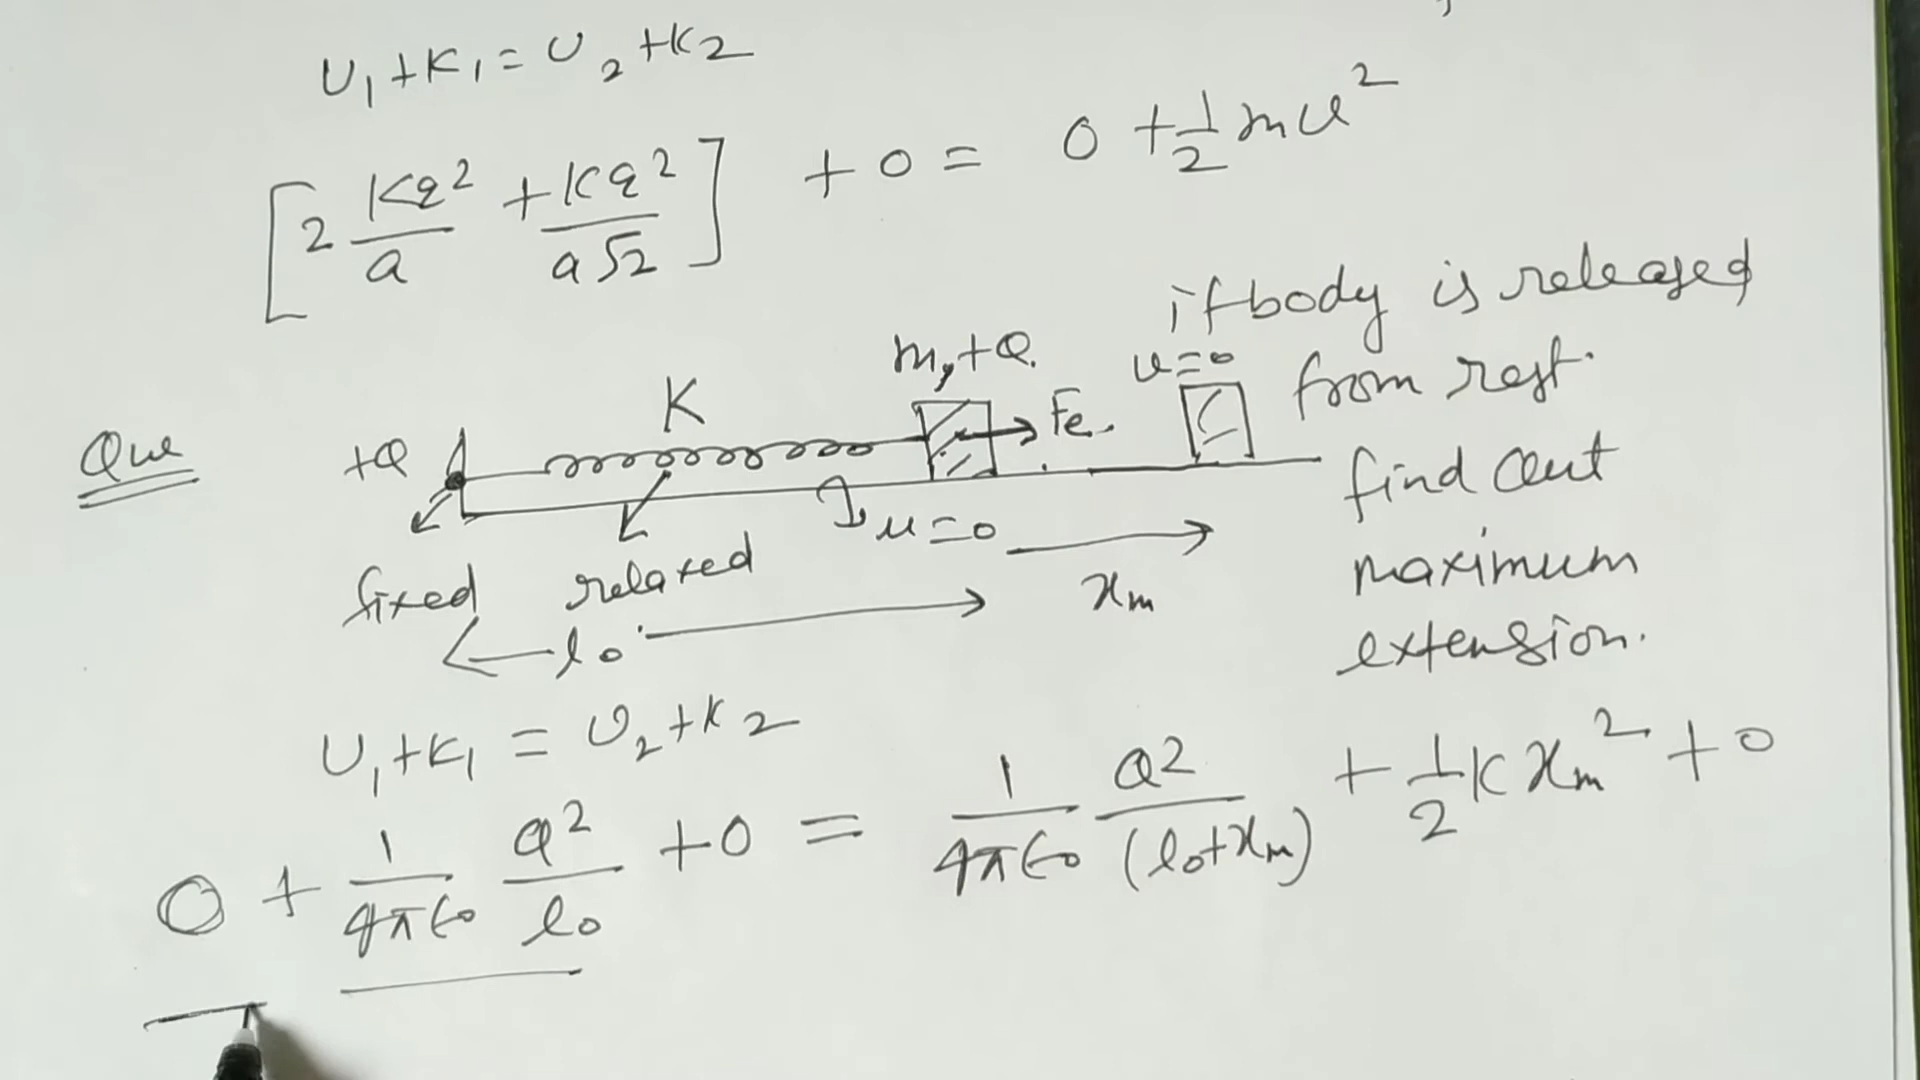 U₁+K₁=U₂+K₂
[2 Kq²/a + Kq²/a√2] + 0 = 0 + 1/2 mv²
if body is released
from rest.
find out
maximum
extension.
m, +Q.
v=0
K
Fe.
Que
+Q
μ=0
fixed
relaxed
xm
l₀
U₁+K₁ = U₂+K₂
0 + 1/4πε₀ Q²/l₀ + 0 = 1/4πε₀ Q²/(l₀+xm) + 1/2 K xm² + 0